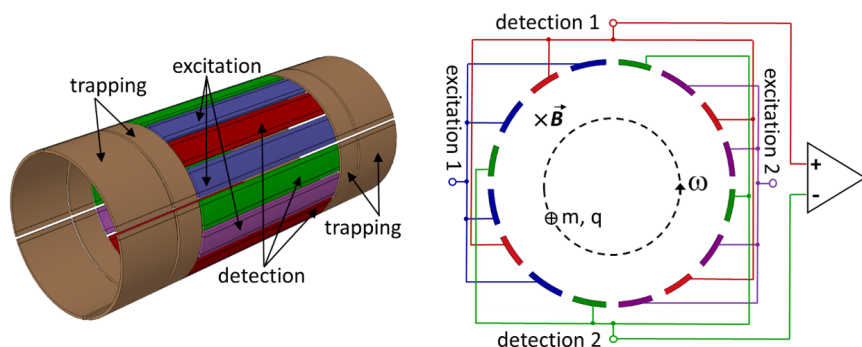 trapping
excitation
detection
trapping
detection 1
excitation 1
excitation 2
× B⃗
ω
⊕ m, q
+
-
detection 2